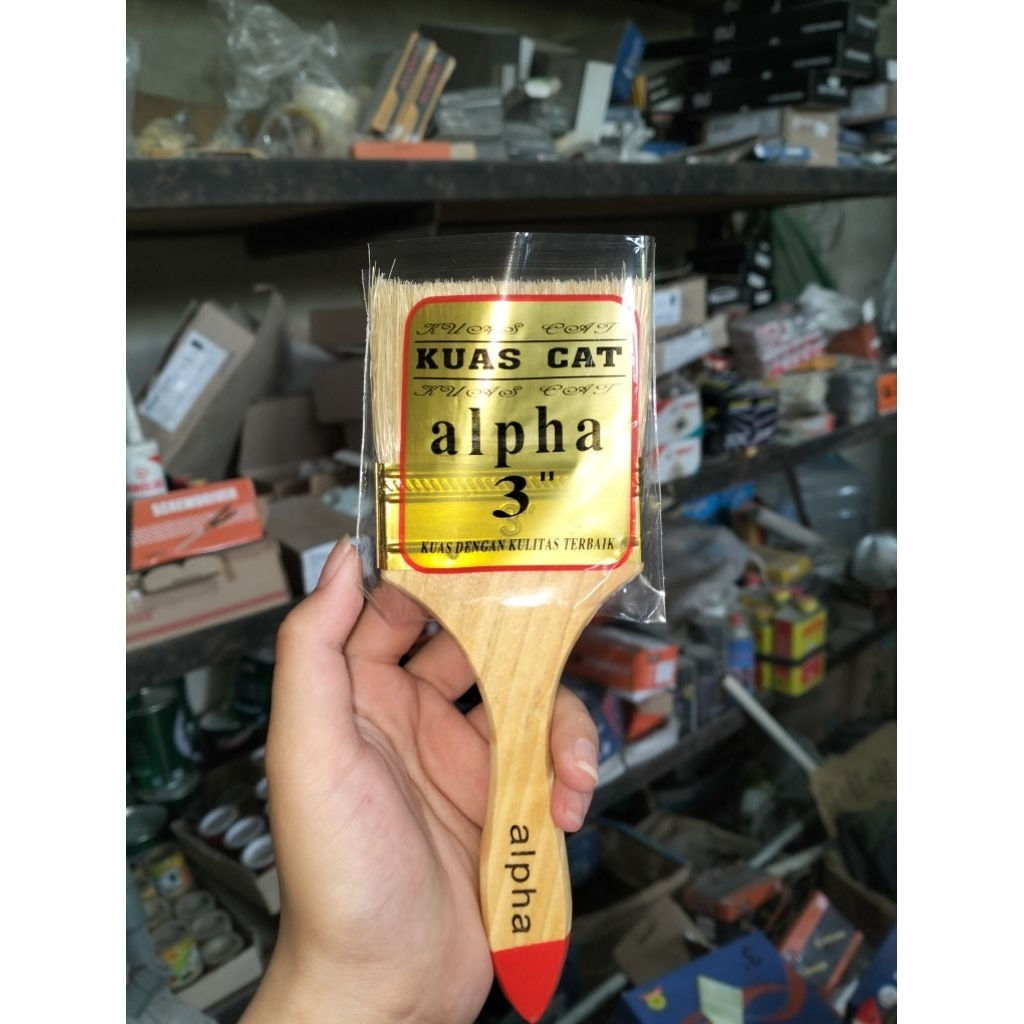 KUAS CAT
KUAS CAT
KUAS CAT
alpha
3"
KUAS DENGAN KULITAS TERBAIK
alpha